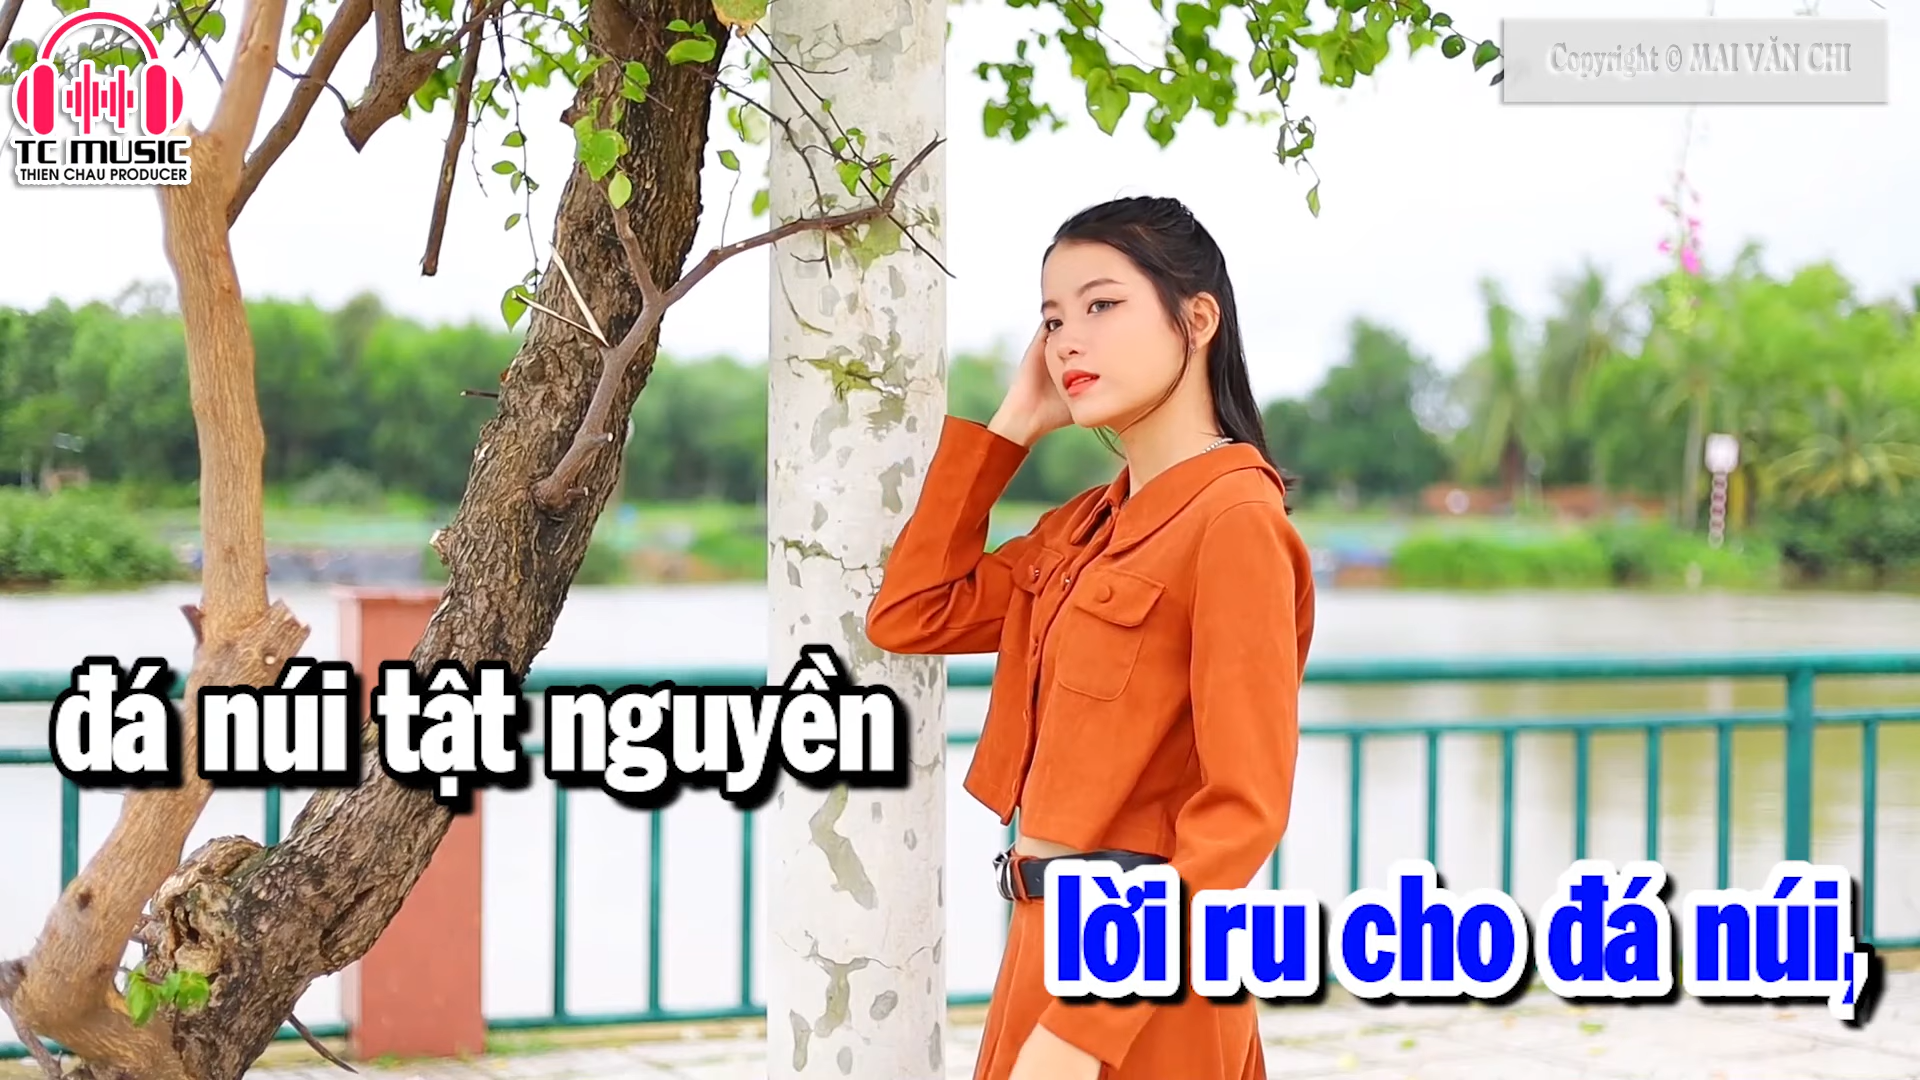 TC MUSIC
THIEN CHAU PRODUCER
Copyright © MAI VĂN CHI
đá núi tật nguyền
lời ru cho đá núi,